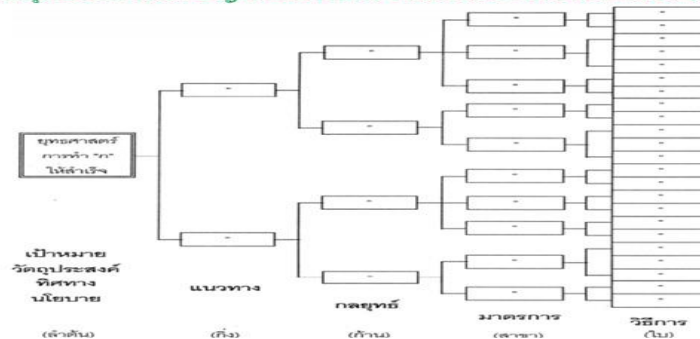 ยุทธศาสตร์
การทำ "ก"
ให้สำเร็จ
เป้าหมาย
วัตถุประสงค์
ทิศทาง
นโยบาย
(ลำต้น)
แนวทาง
(กิ่ง)
กลยุทธ์
(ก้าน)
มาตรการ
(สาขา)
วิธีการ
(ใบ)